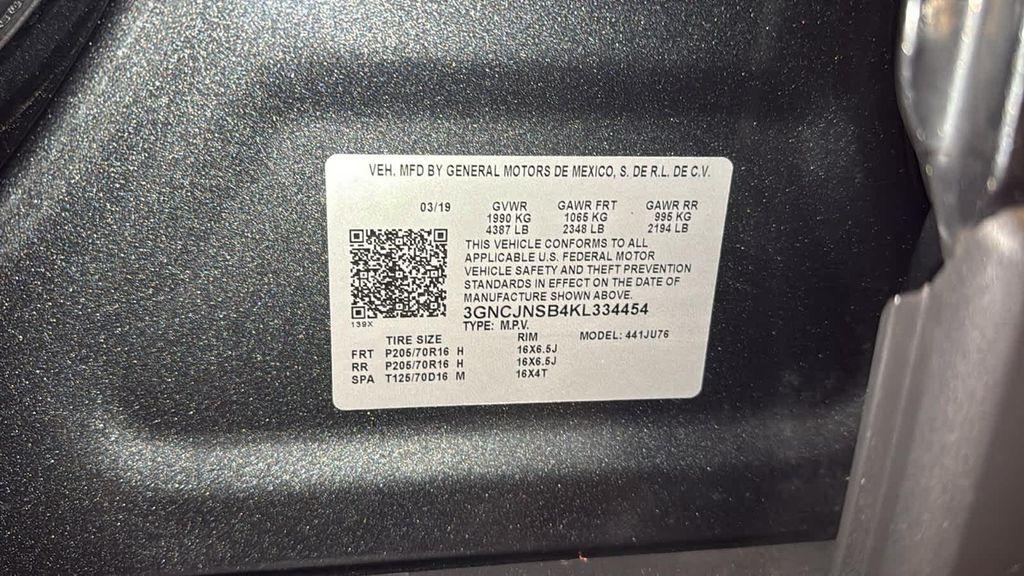 VEH. MFD BY GENERAL MOTORS DE MEXICO, S. DE R.L. DE C.V.
03/19 GVWR GAWR FRT GAWR RR
1990 KG 1065 KG 995 KG
4387 LB 2348 LB 2194 LB
THIS VEHICLE CONFORMS TO ALL
APPLICABLE U.S. FEDERAL MOTOR
VEHICLE SAFETY AND THEFT PREVENTION
STANDARDS IN EFFECT ON THE DATE OF
MANUFACTURE SHOWN ABOVE.
3GNCJNSB4KL334454
139X
TYPE: M.P.V.
TIRE SIZE RIM MODEL: 441JU76
FRT P205/70R16 H 16X6.5J
RR P205/70R16 H 16X6.5J
SPA T125/70D16 M 16X4T